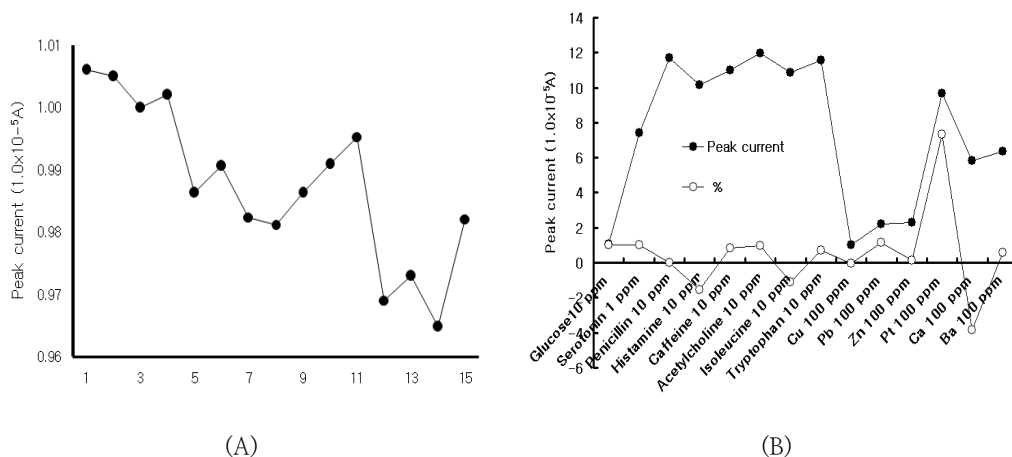 Peak current (1.0x10-5A)
1.01
1.00
0.99
0.98
0.97
0.96
1 3 5 7 9 11 13 15
(A)
Peak current (1.0x10⁻⁵A)
14
12
10
8
6
4
2
0
-2
-4
-6
Peak current
%
Glucose10 ppm
Serotonin 1 ppm
Penicillin 10 ppm
Histamine 10 ppm
Caffeine 10 ppm
Acetylcholine 10 ppm
Isoleucine 10 ppm
Tryptophan 10 ppm
Cu 100 ppm
Pb 100 ppm
Zn 100 ppm
Pt 100 ppm
Ca 100 ppm
Ba 100 ppm
(B)